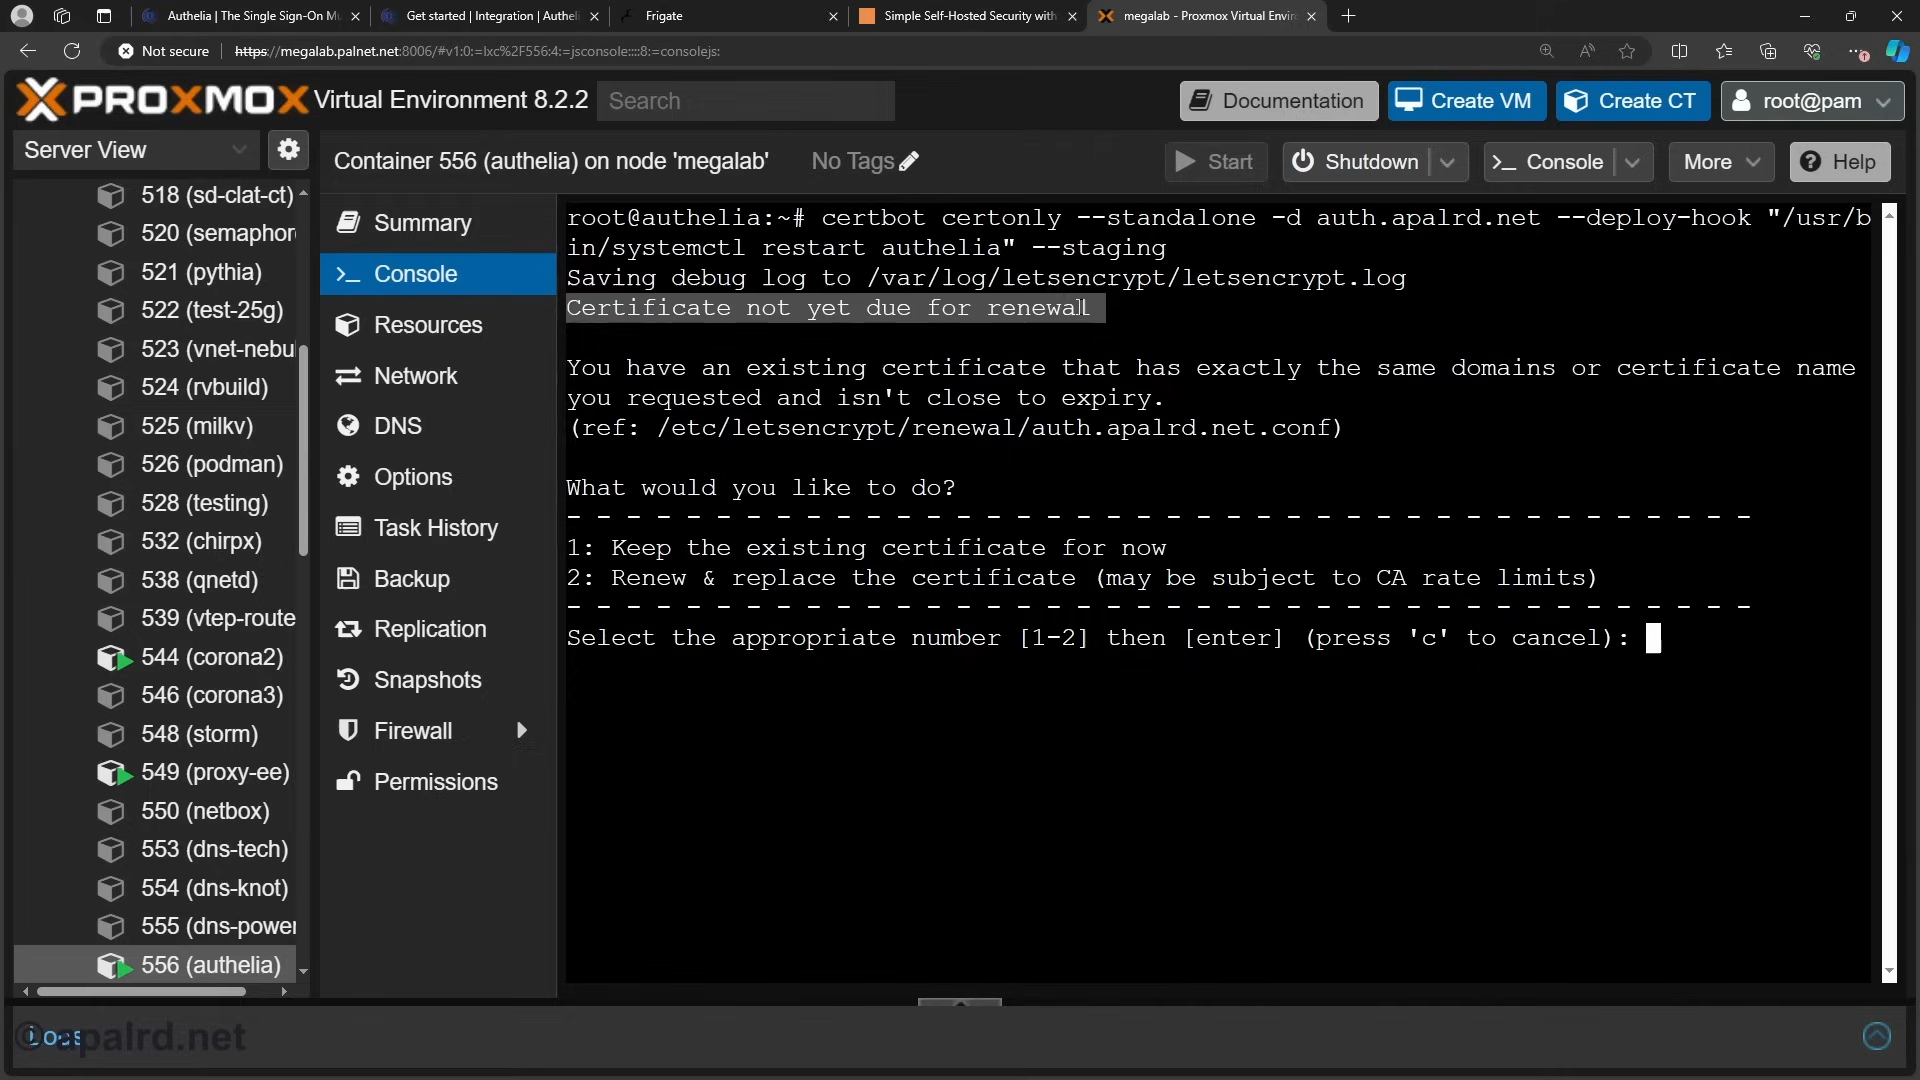 Authelia | The Single Sign-On Mu
Get started | Integration | Autheli
Frigate
Simple Self-Hosted Security with
megalab - Proxmox Virtual Enviro
Not secure
https://megalab.palnet.net:8006/#v1:0:=lxc%2F556:4:=jsconsole::::8:=consolejs:
PROXMOX Virtual Environment 8.2.2
Search
Documentation
Create VM
Create CT
root@pam
Server View
Container 556 (authelia) on node 'megalab'
No Tags
Start
Shutdown
Console
More
Help
518 (sd-clat-ct)
520 (semaphor
521 (pythia)
522 (test-25g)
523 (vnet-nebul
524 (rvbuild)
525 (milkv)
526 (podman)
528 (testing)
532 (chirpx)
538 (qnetd)
539 (vtep-route
544 (corona2)
546 (corona3)
548 (storm)
549 (proxy-ee)
550 (netbox)
553 (dns-tech)
554 (dns-knot)
555 (dns-power
556 (authelia)
Summary
Console
Resources
Network
DNS
Options
Task History
Backup
Replication
Snapshots
Firewall
Permissions
root@authelia:~# certbot certonly --standalone -d auth.apalrd.net --deploy-hook "/usr/b
in/systemctl restart authelia" --staging
Saving debug log to /var/log/letsencrypt/letsencrypt.log
Certificate not yet due for renewal
You have an existing certificate that has exactly the same domains or certificate name
you requested and isn't close to expiry.
(ref: /etc/letsencrypt/renewal/auth.apalrd.net.conf)
What would you like to do?
- - - - - - - - - - - - - - - - - - - - - - - - - - - - - - - - - - - - - - - -
1: Keep the existing certificate for now
2: Renew & replace the certificate (may be subject to CA rate limits)
- - - - - - - - - - - - - - - - - - - - - - - - - - - - - - - - - - - - - - - -
Select the appropriate number [1-2] then [enter] (press 'c' to cancel):
Logs
© apalrd.net